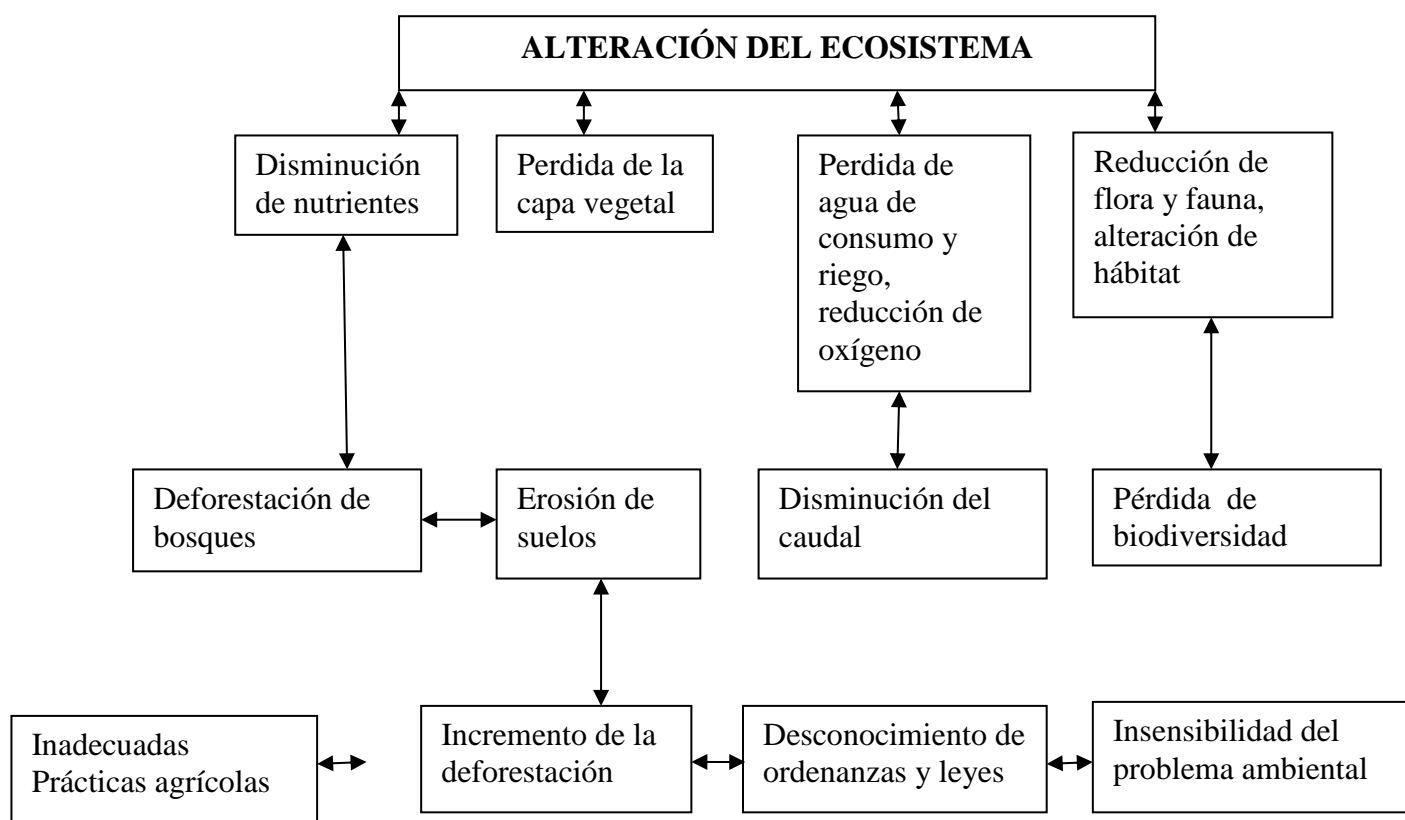 ALTERACIÓN DEL ECOSISTEMA
Disminución
de nutrientes
Perdida de la
capa vegetal
Perdida de
agua de
consumo y
riego,
reducción de
oxígeno
Reducción de
flora y fauna,
alteración de
hábitat
Deforestación de
bosques
Erosión de
suelos
Disminución del
caudal
Pérdida de
biodiversidad
Inadecuadas
Prácticas agrícolas
Incremento de la
deforestación
Desconocimiento de
ordenanzas y leyes
Insensibilidad del
problema ambiental